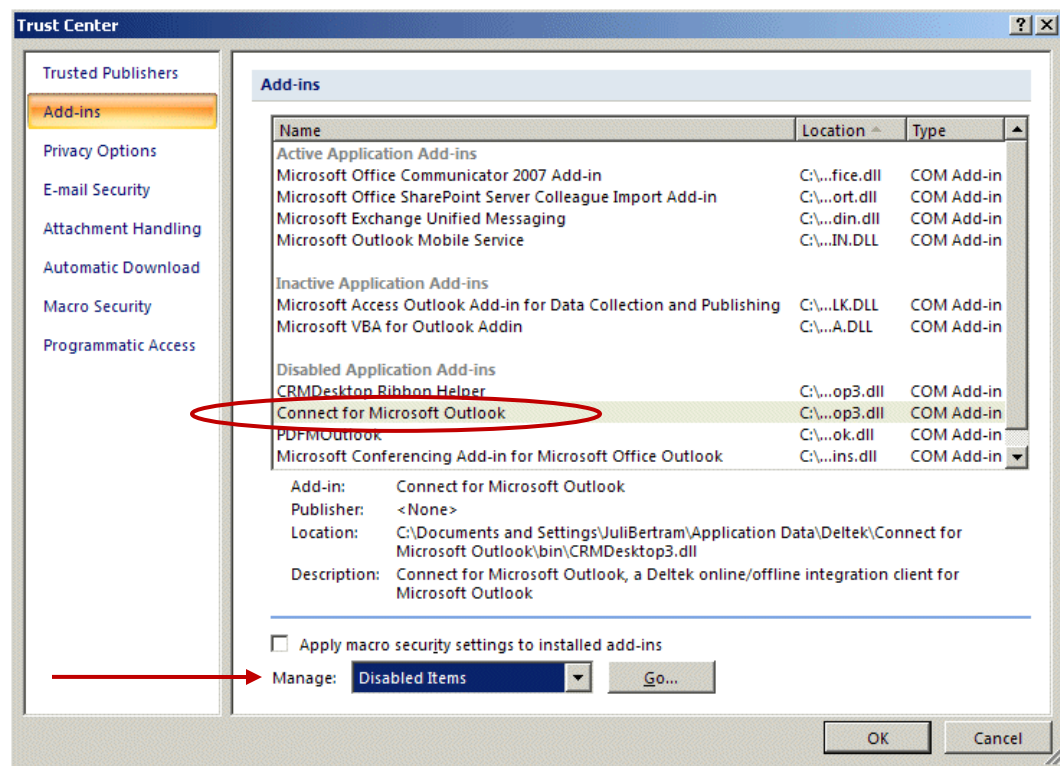 Trust Center
Trusted Publishers
Add-ins
Privacy Options
E-mail Security
Attachment Handling
Automatic Download
Macro Security
Programmatic Access
Add-ins
Name Location Type
Active Application Add-ins
Microsoft Office Communicator 2007 Add-in C:\...fice.dll COM Add-in
Microsoft Office SharePoint Server Colleague Import Add-in C:\...ort.dll COM Add-in
Microsoft Exchange Unified Messaging C:\...din.dll COM Add-in
Microsoft Outlook Mobile Service C:\...IN.DLL COM Add-in
Inactive Application Add-ins
Microsoft Access Outlook Add-in for Data Collection and Publishing C:\...LK.DLL COM Add-in
Microsoft VBA for Outlook Addin C:\...A.DLL COM Add-in
Disabled Application Add-ins
CRMDesktop Ribbon Helper C:\...op3.dll COM Add-in
Connect for Microsoft Outlook C:\...op3.dll COM Add-in
PDFMOutlook C:\...ok.dll COM Add-in
Microsoft Conferencing Add-in for Microsoft Office Outlook C:\...ins.dll COM Add-in
Add-in: Connect for Microsoft Outlook
Publisher: <None>
Location: C:\Documents and Settings\JuliBertram\Application Data\Deltek\Connect for
Microsoft Outlook\bin\CRMDesktop3.dll
Description: Connect for Microsoft Outlook, a Deltek online/offline integration client for
Microsoft Outlook
Apply macro security settings to installed add-ins
Manage: Disabled Items Go...
OK Cancel